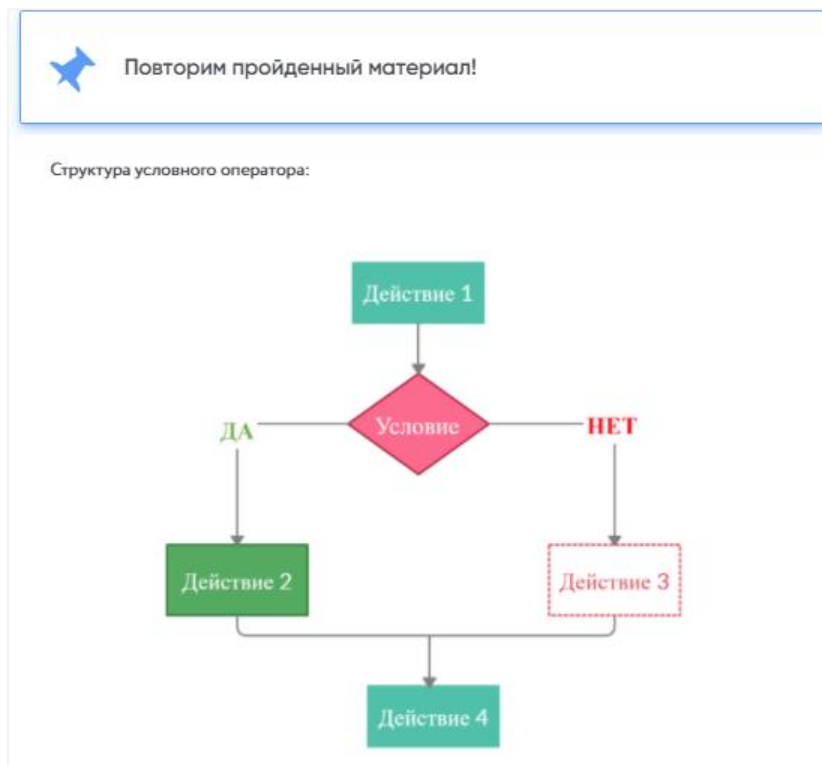 Повторим пройденный материал!
Структура условного оператора:
Действие 1
Условие
ДА
НЕТ
Действие 2
Действие 3
Действие 4